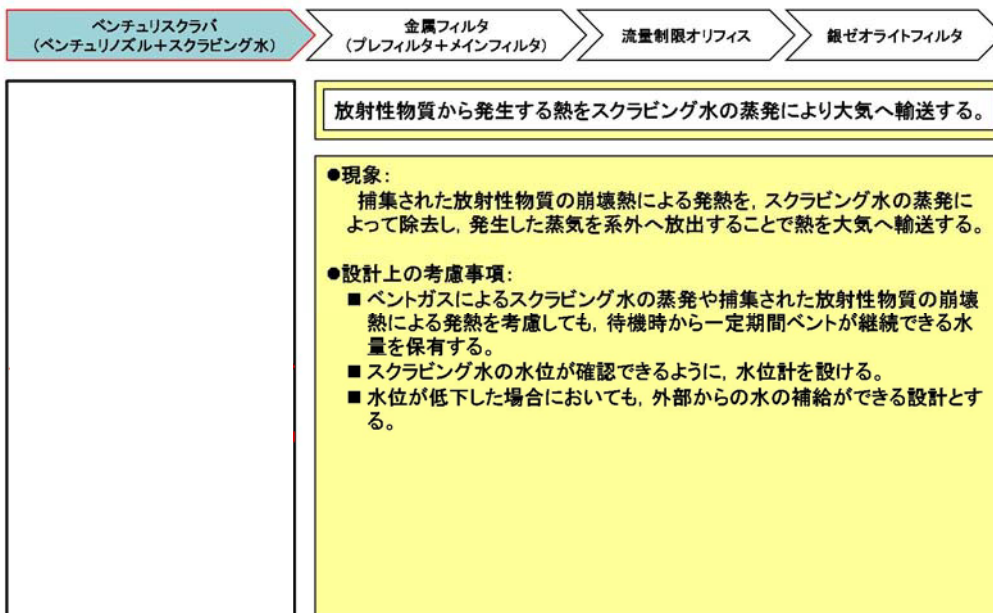 ベンチュリスクラバ
(ベンチュリノズル+スクラビング水)
金属フィルタ
(プレフィルタ+メインフィルタ)
流量制限オリフィス
銀ゼオライトフィルタ
放射性物質から発生する熱をスクラビング水の蒸発により大気へ輸送する。
●現象:
捕集された放射性物質の崩壊熱による発熱を,スクラビング水の蒸発に
よって除去し,発生した蒸気を系外へ放出することで熱を大気へ輸送する。
●設計上の考慮事項:
■ ベントガスによるスクラビング水の蒸発や捕集された放射性物質の崩壊
熱による発熱を考慮しても,待機時から一定期間ベントが継続できる水
量を保有する。
■ スクラビング水の水位が確認できるように,水位計を設ける。
■ 水位が低下した場合においても,外部からの水の補給ができる設計とす
る。